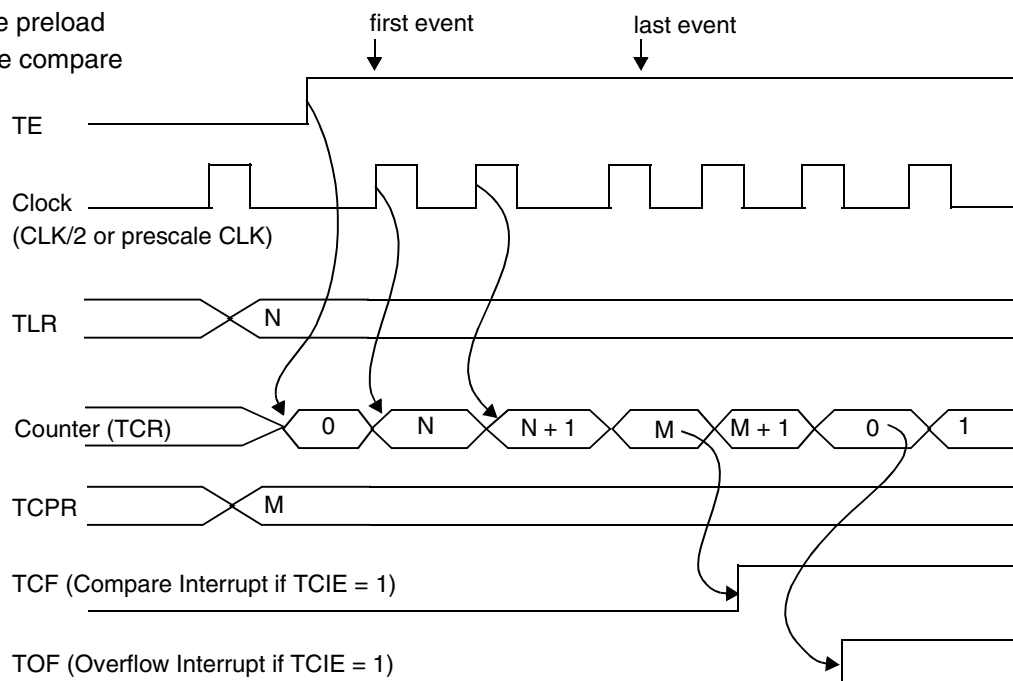 e preload
e compare
first event
last event
TE
Clock
(CLK/2 or prescale CLK)
TLR
N
Counter (TCR)
0
N
N + 1
M
M + 1
0
1
TCPR
M
TCF (Compare Interrupt if TCIE = 1)
TOF (Overflow Interrupt if TCIE = 1)